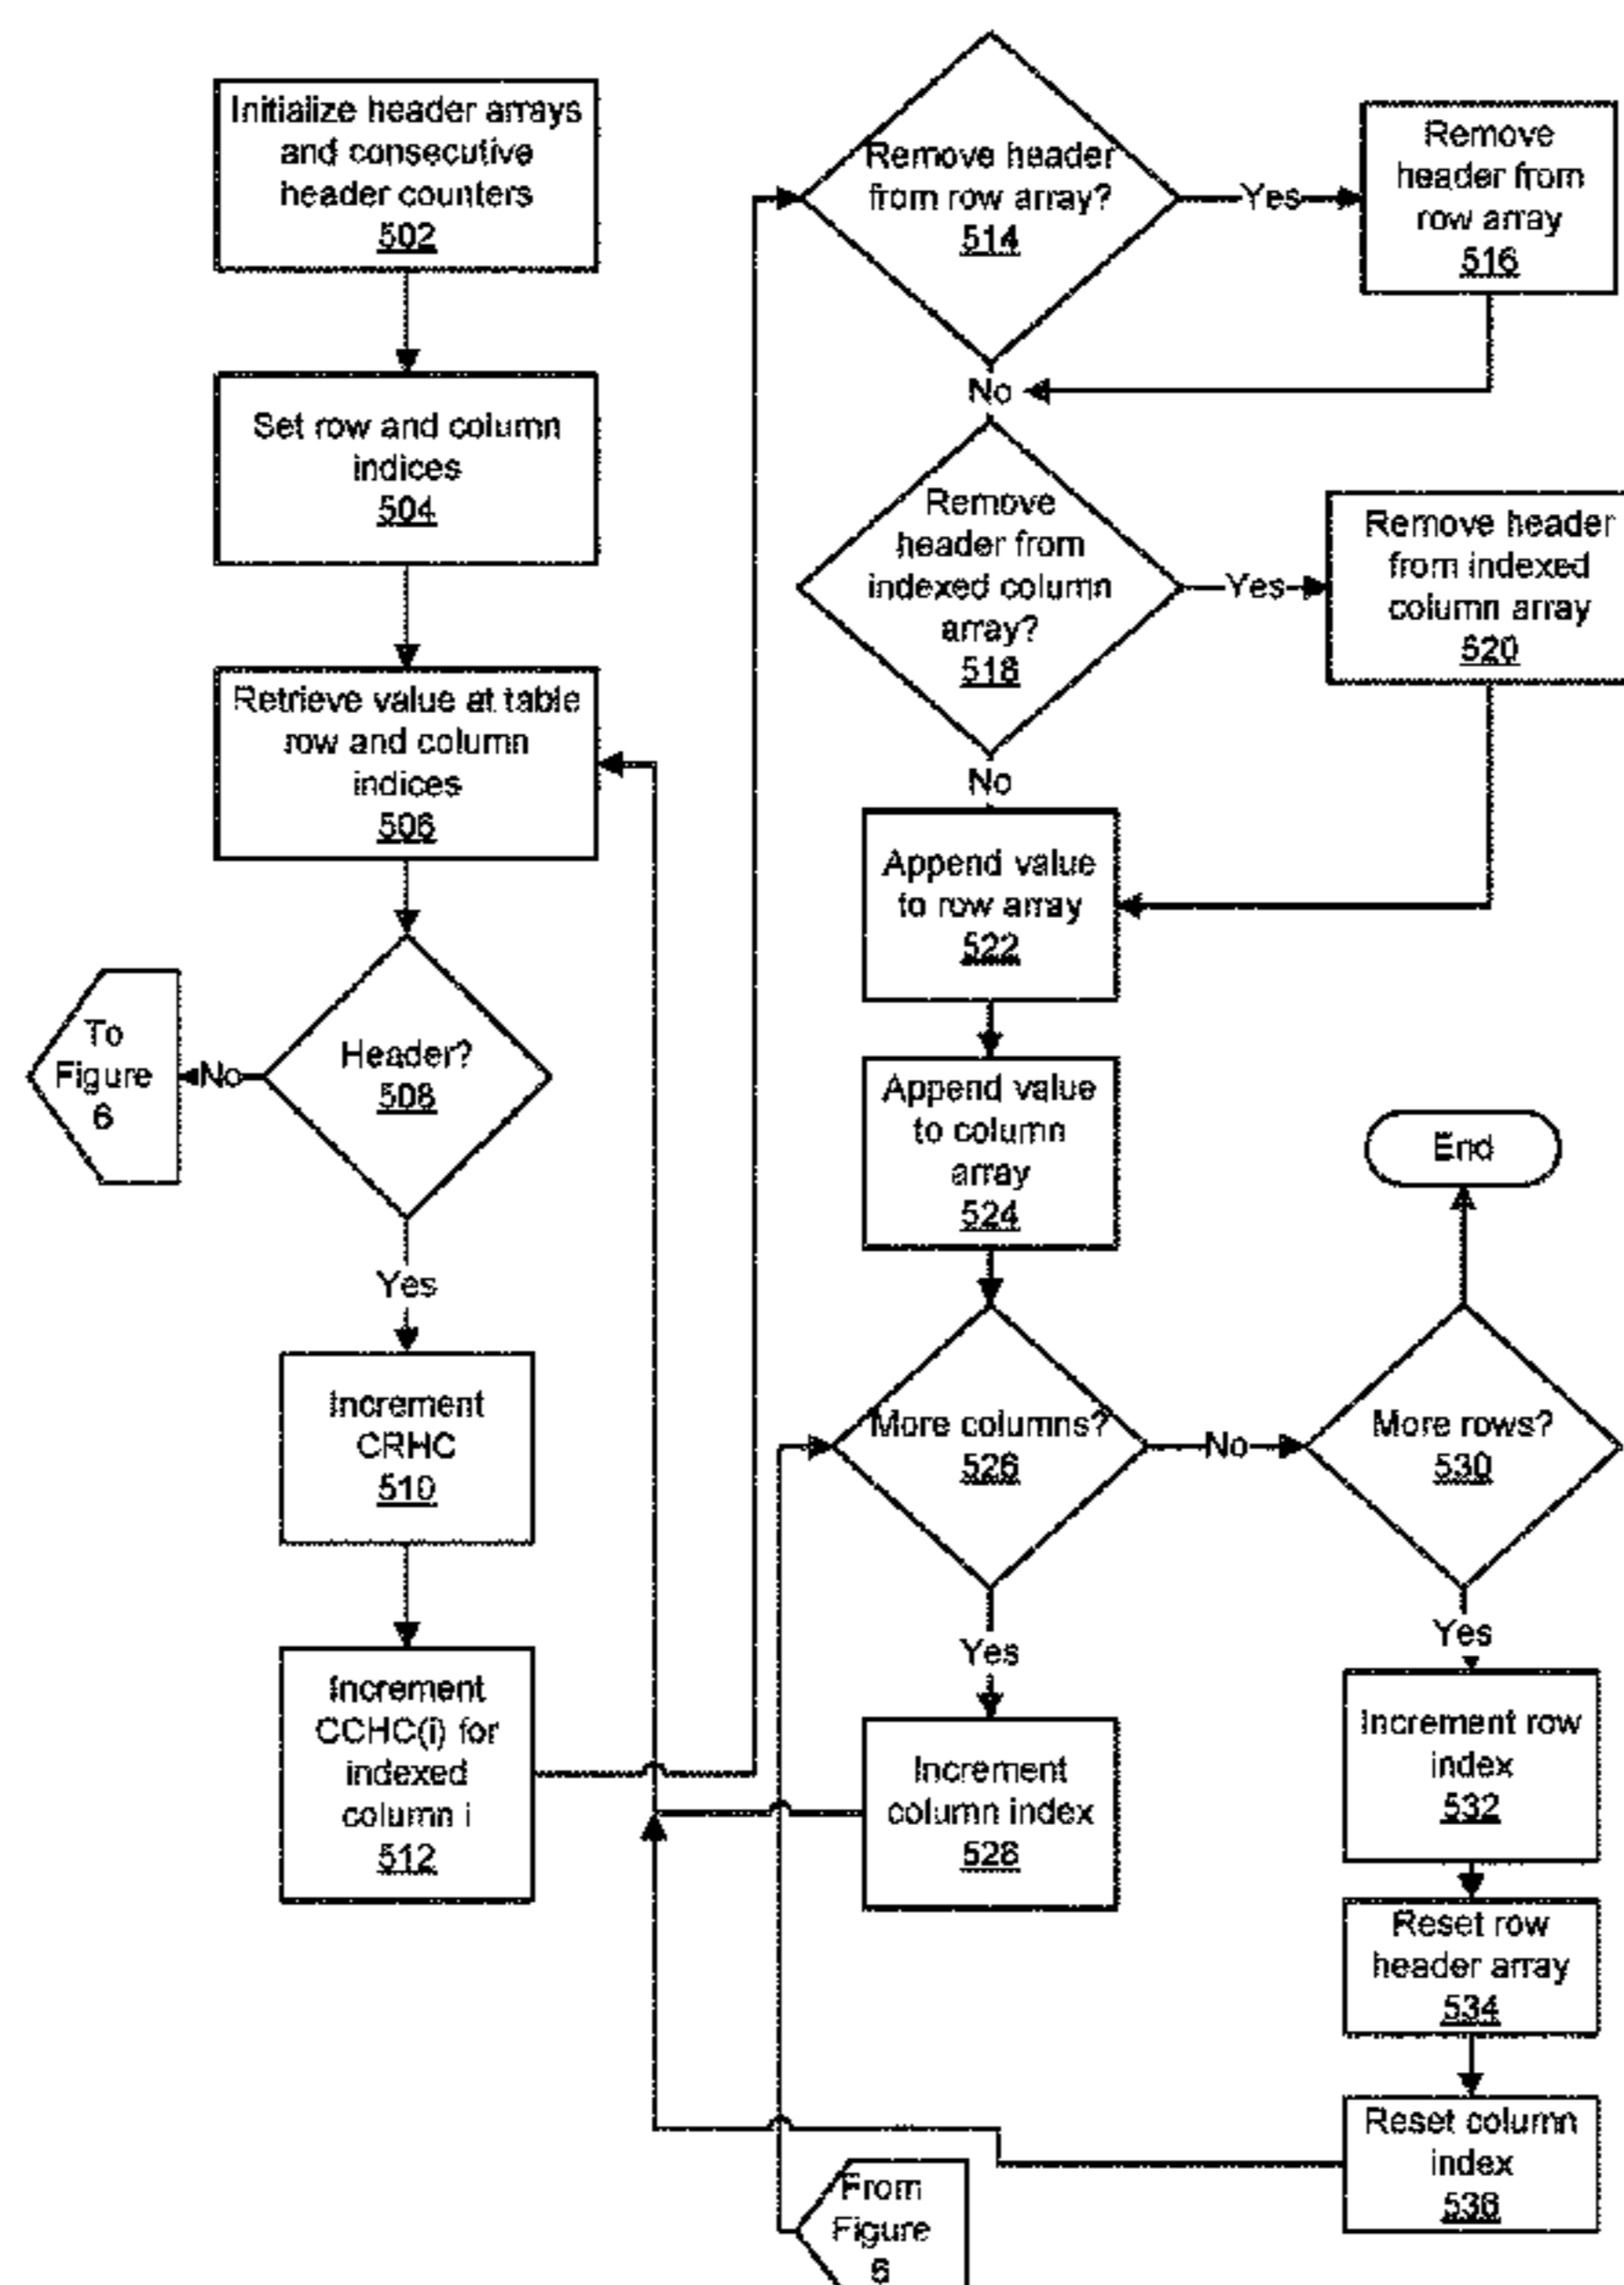 Initialize header arrays
and consecutive
header counters
502
Set row and column
indices
504
Retrieve value at table
row and column
indices
506
Header?
508
No
To
Figure
6
Yes
Increment
CRHC
510
Increment
CCHC(i) for
indexed
column i
512
Remove header
from row array?
514
Yes
Remove
header from
row array
516
No
Remove
header from
indexed column
array?
518
Yes
Remove header
from indexed
column array
520
No
Append value
to row array
522
Append value
to column
array
524
More columns?
526
No
More rows?
530
End
Yes
Increment
column index
528
Yes
Increment row
index
532
Reset row
header array
534
Reset column
index
536
From
Figure
6